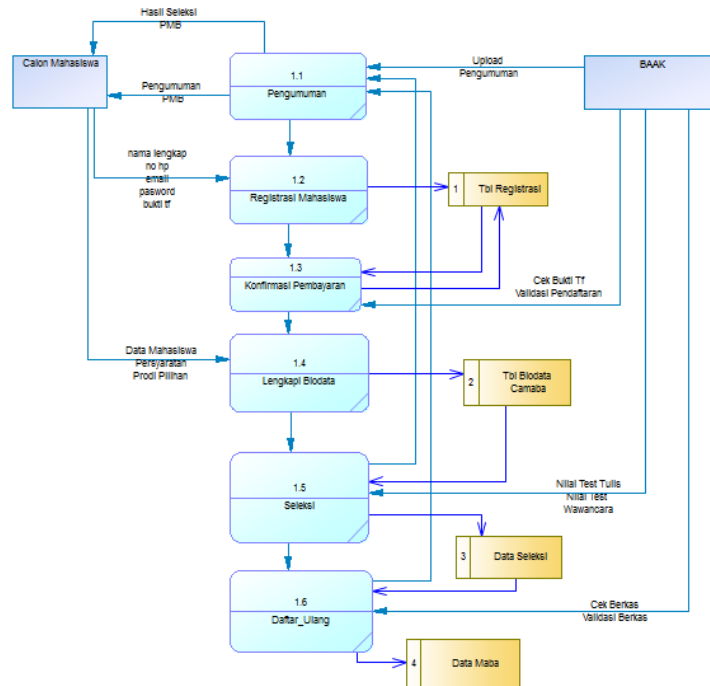 Hasil Seleksi
PMB
Calon Mahasiswa
1.1
Pengumuman
Upload
Pengumuman
BAAK
Pengumuman
PMB
nama lengkap
no hp
email
pasword
bukti tf
1.2
Registrasi Mahasiswa
1
Tbl Registrasi
1.3
Konfirmasi Pembayaran
Cek Bukti Tf
Validasi Pendaftaran
Data Mahasiswa
Persyaratan
Prodi Pilihan
1.4
Lengkapi Biodata
2
Tbl Biodata
Camaba
1.5
Seleksi
Nilai Test Tulis
Nilai Test
Wawancara
3
Data Seleksi
1.6
Daftar_Ulang
Cek Berkas
Validasi Berkas
4
Data Maba